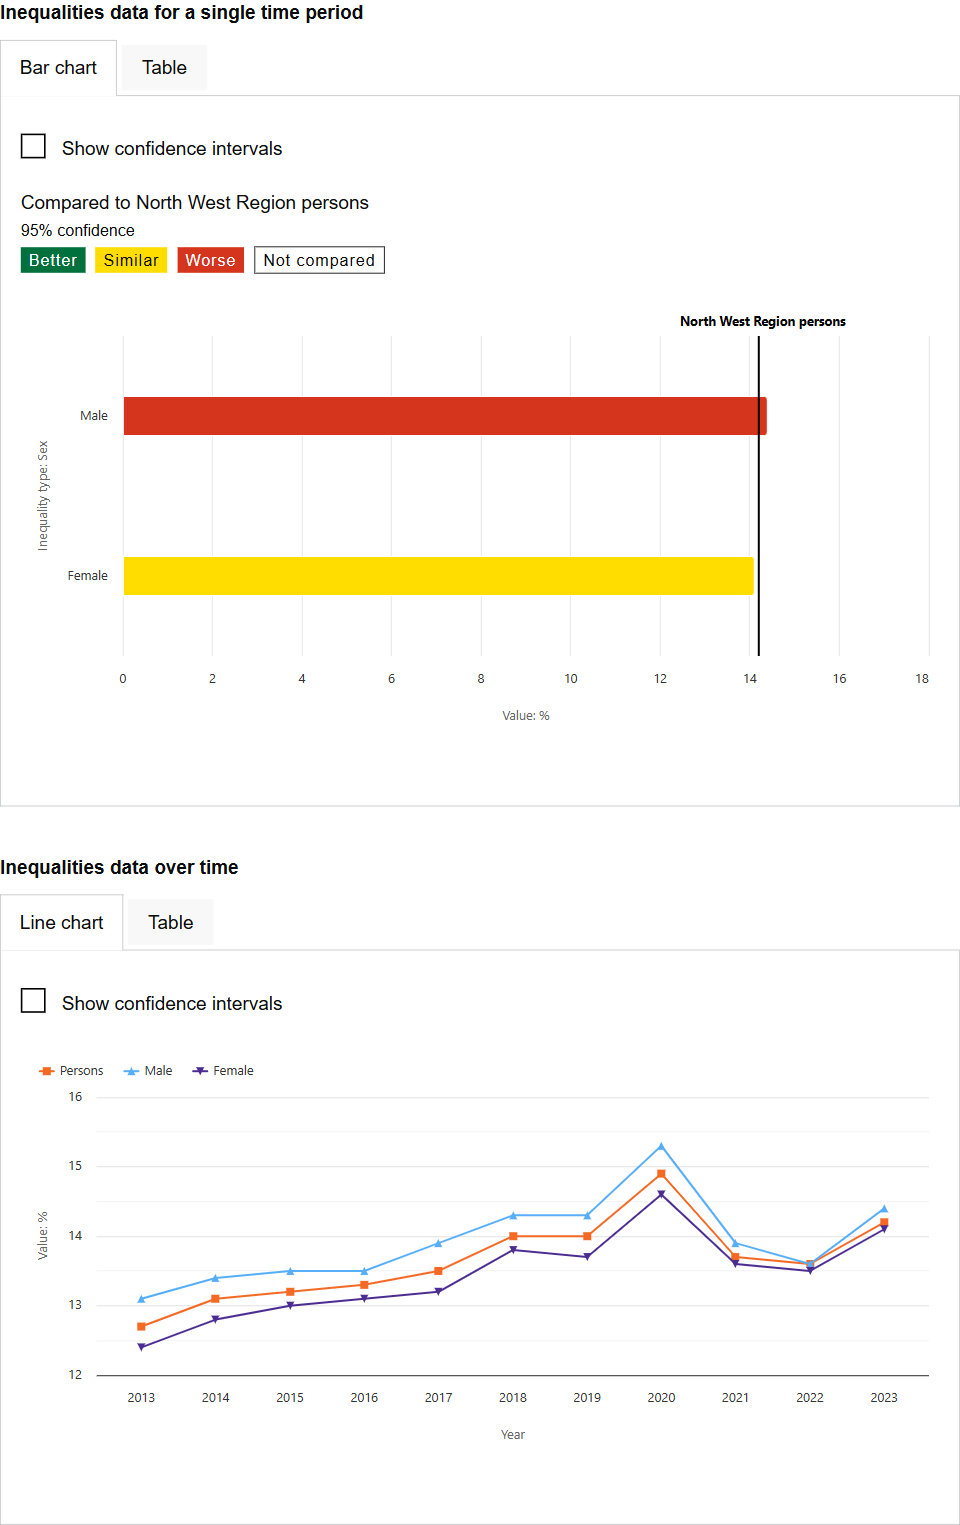 Inequalities data for a single time period
Bar chart Table
Show confidence intervals
Compared to North West Region persons
95% confidence
Better Similar Worse Not compared
North West Region persons
Male
Inequality type: Sex
Female
0 2 4 6 8 10 12 14 16 18
Value: %
Inequalities data over time
Line chart Table
Show confidence intervals
Persons Male Female
16
15
14
Value: %
13
12
2013 2014 2015 2016 2017 2018 2019 2020 2021 2022 2023
Year